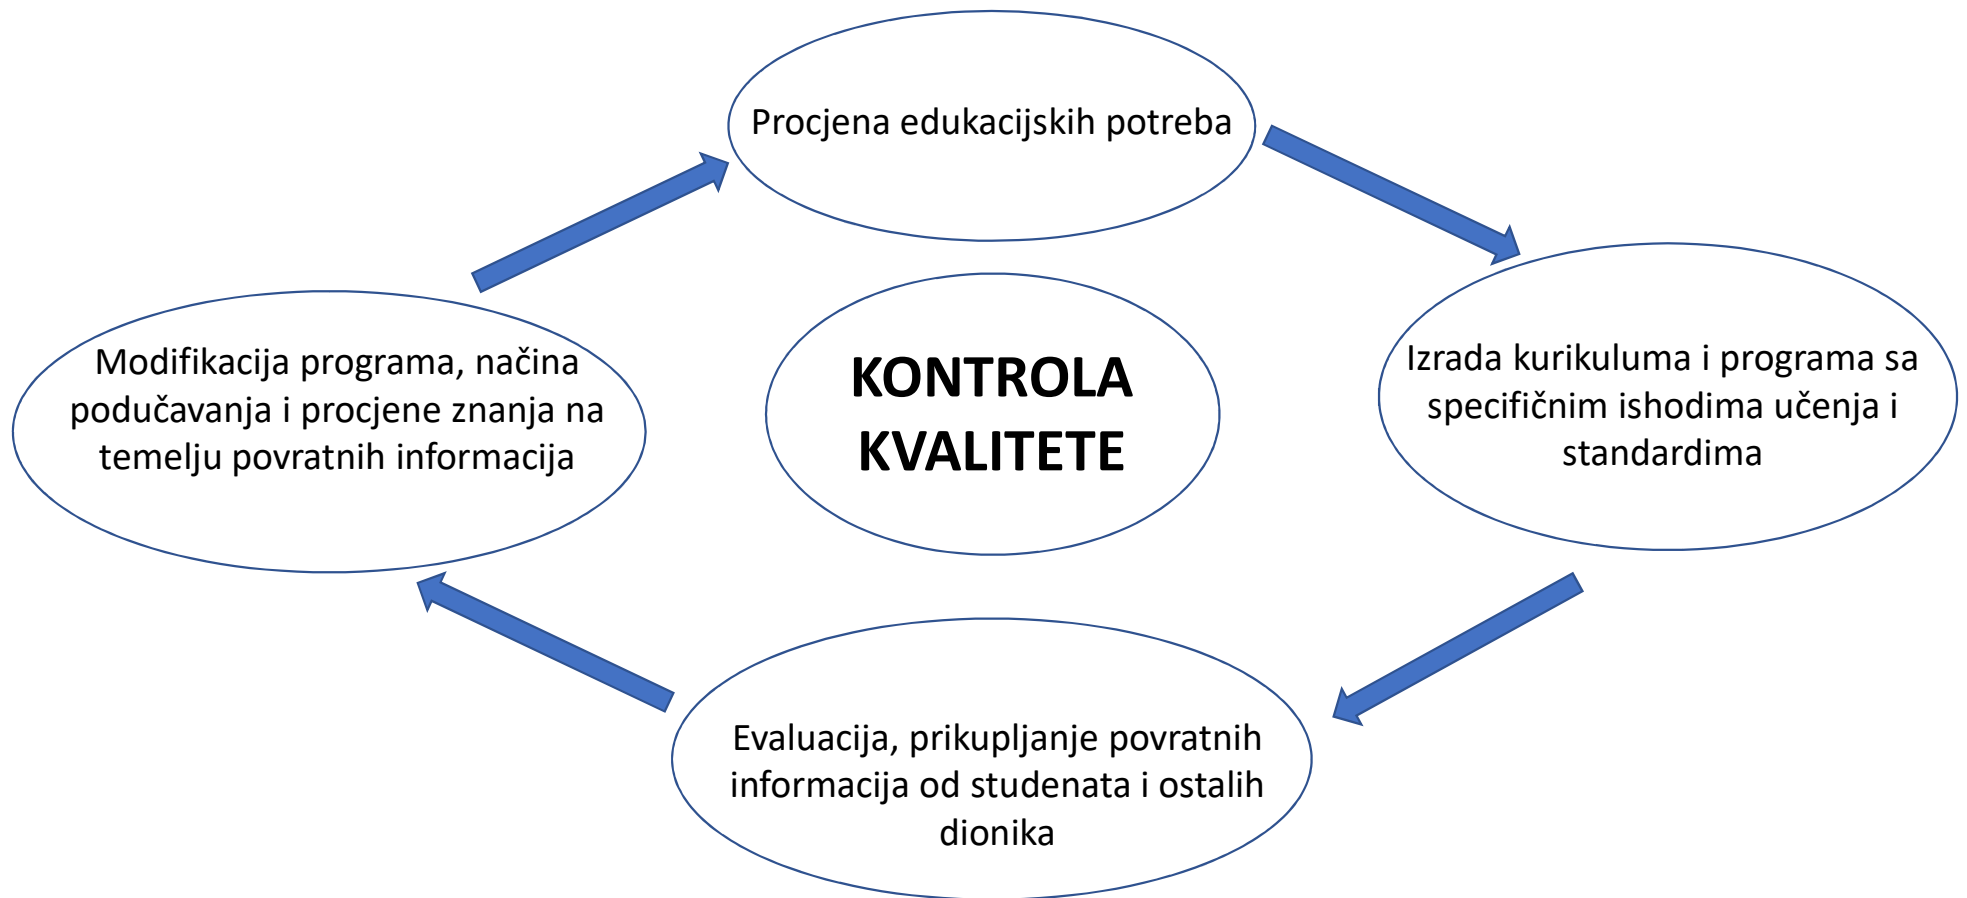 Procjena edukacijskih potreba
Modifikacija programa, načina
podučavanja i procjene znanja na
temelju povratnih informacija
KONTROLA
KVALITETE
Izrada kurikuluma i programa sa
specifičnim ishodima učenja i
standardima
Evaluacija, prikupljanje povratnih
informacija od studenata i ostalih
dionika